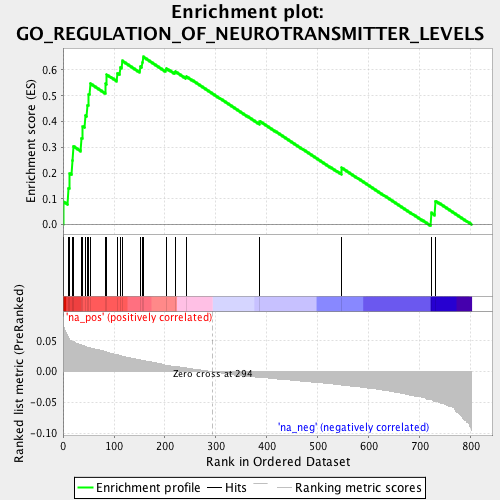 Enrichment plot:
GO_REGULATION_OF_NEUROTRANSMITTER_LEVELS
Enrichment score (ES)
0.6
0.5
0.4
0.3
0.2
0.1
0.0
'na_pos' (positively correlated)
Ranked list metric (PreRanked)
0.05
0.00
-0.05
-0.10
Zero cross at 294
'na_neg' (negatively correlated)
0 100 200 300 400 500 600 700 800
Rank in Ordered Dataset
Enrichment profile Hits Ranking metric scores